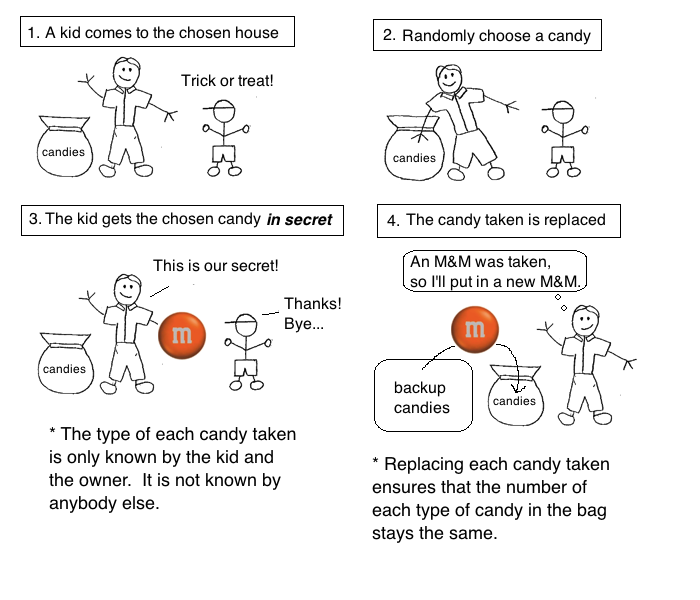 1. A kid comes to the chosen house
Trick or treat!
candies
2. Randomly choose a candy
candies
3. The kid gets the chosen candy in secret
This is our secret!
Thanks!
Bye...
m
candies
* The type of each candy taken
is only known by the kid and
the owner.  It is not known by
anybody else.
4. The candy taken is replaced
An M&M was taken,
so I'll put in a new M&M.
m
backup
candies
candies
* Replacing each candy taken
ensures that the number of
each type of candy in the bag
stays the same.